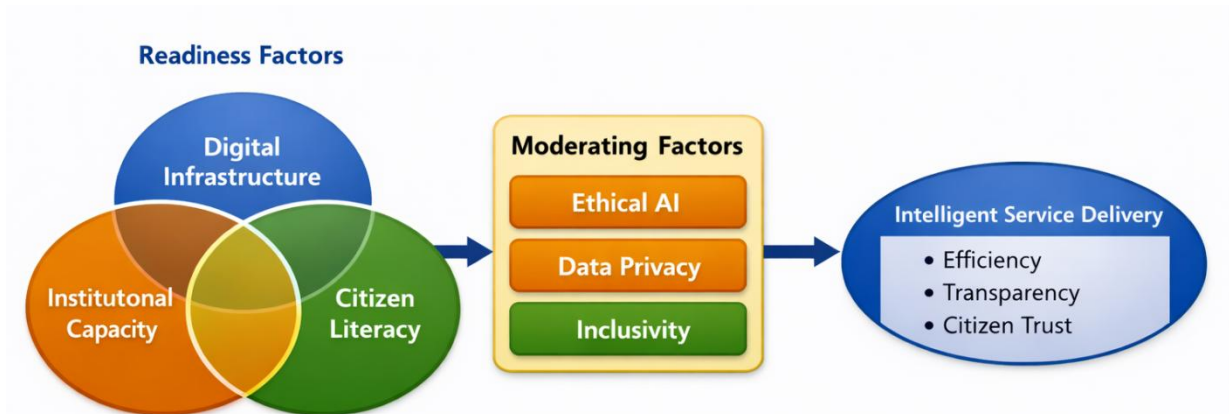 Readiness Factors
Digital
Infrastructure
Institutonal
Capacity
Citizen
Literacy
Moderating Factors
Ethical AI
Data Privacy
Inclusivity
Intelligent Service Delivery
• Efficiency
• Transparency
• Citizen Trust